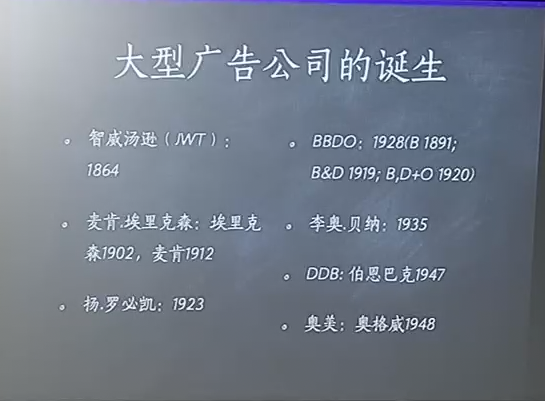 大型广告公司的诞生
智威汤逊（JWT）：
1864
麦肯.埃里克森：埃里克
森1902，麦肯1912
扬.罗必凯：1923
BBDO：1928(B 1891;
B&D 1919; B,D+O 1920)
李奥.贝纳：1935
DDB: 伯恩巴克1947
奥美：奥格威1948